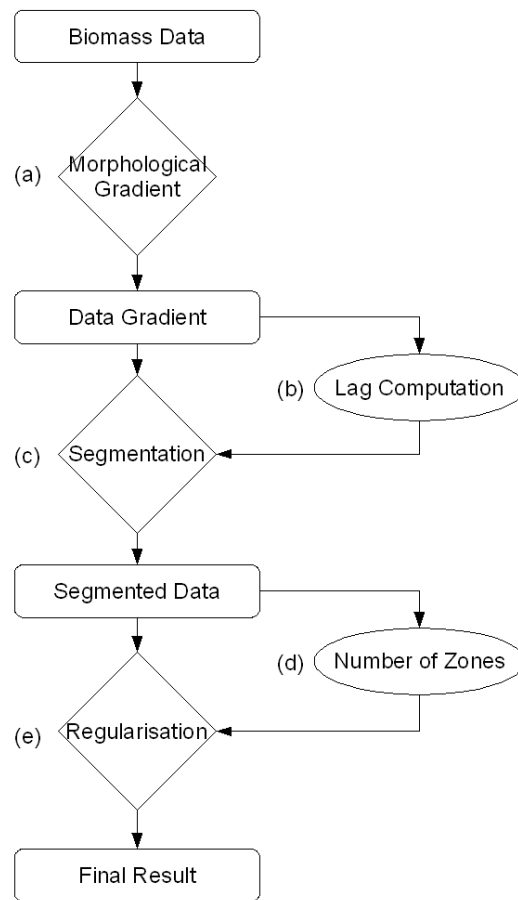 Biomass Data
(a)
Morphological
Gradient
Data Gradient
(b)
Lag Computation
(c)
Segmentation
Segmented Data
(d)
Number of Zones
(e)
Regularisation
Final Result